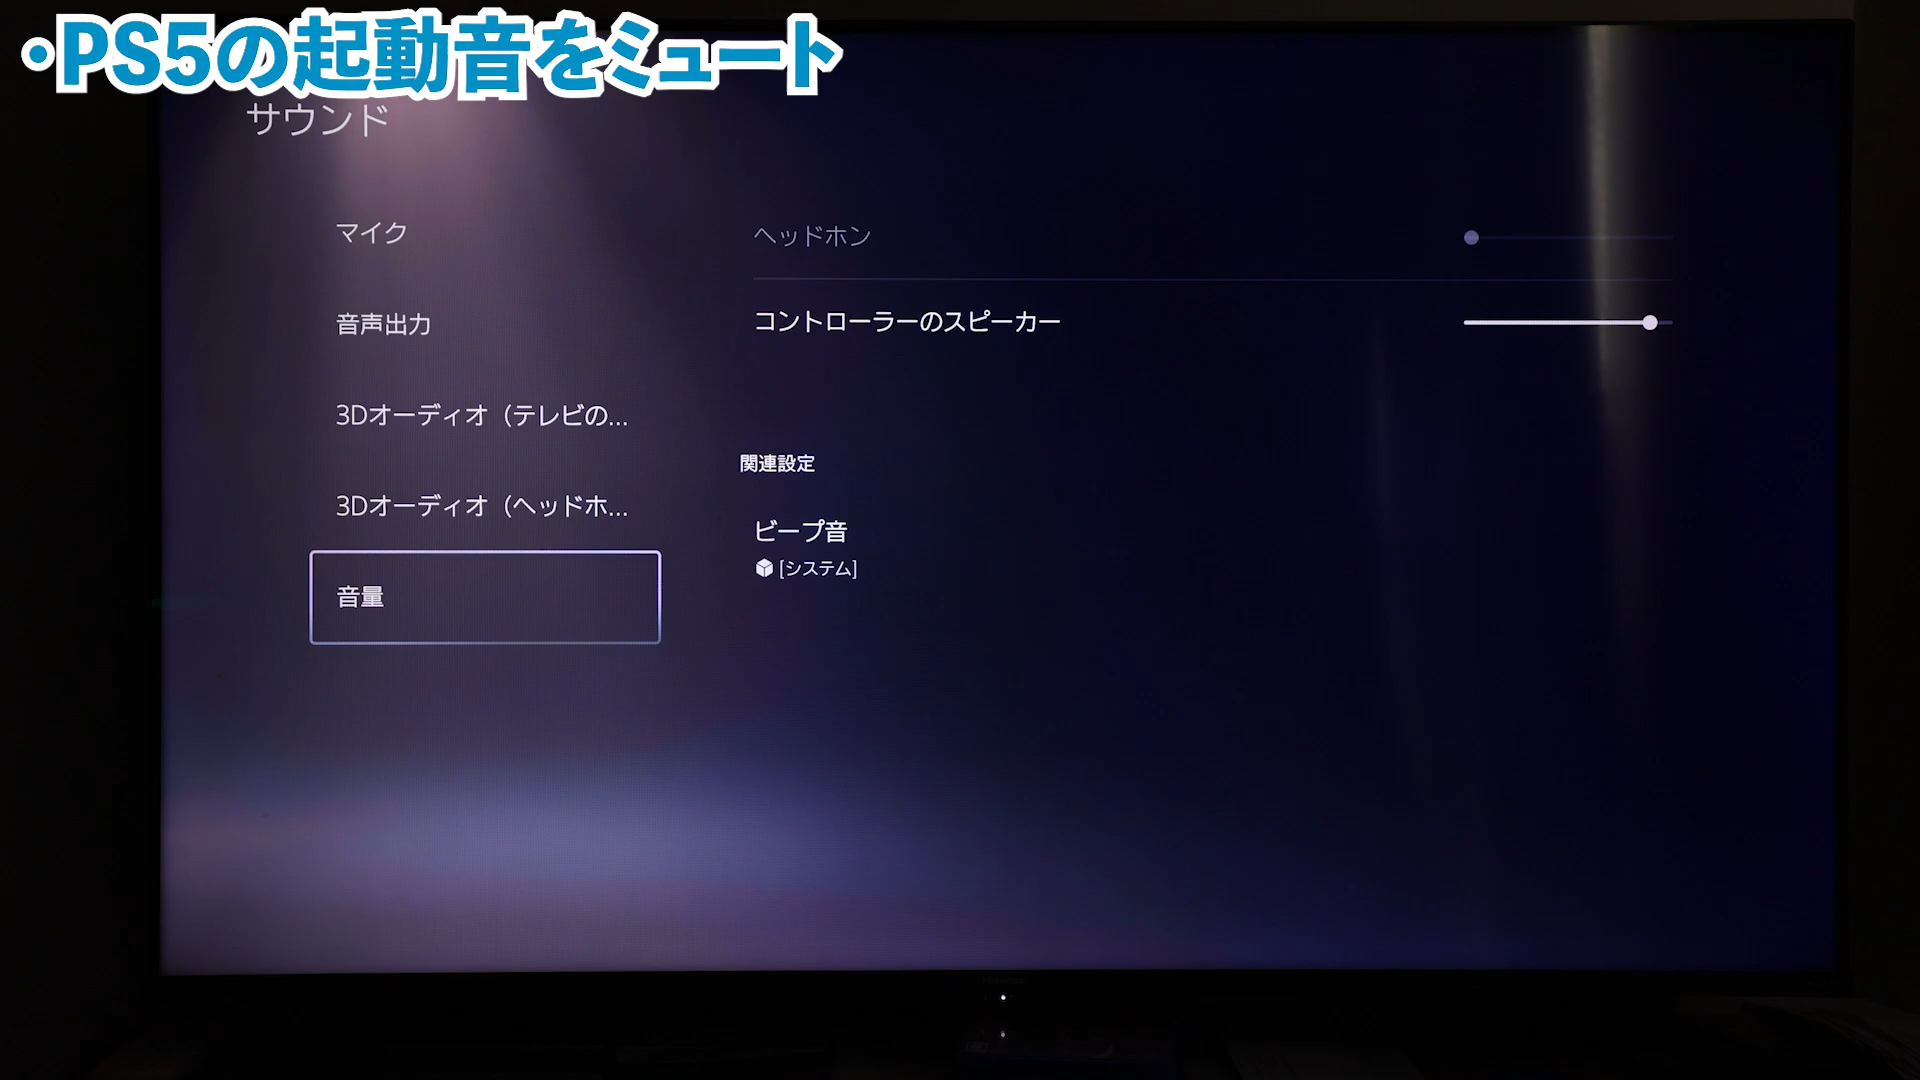 ・PS5の起動音をミュート
サウンド
マイク
音声出力
3Dオーディオ（テレビの...
3Dオーディオ（ヘッドホ...
音量
ヘッドホン
コントローラーのスピーカー
関連設定
ビープ音
[システム]